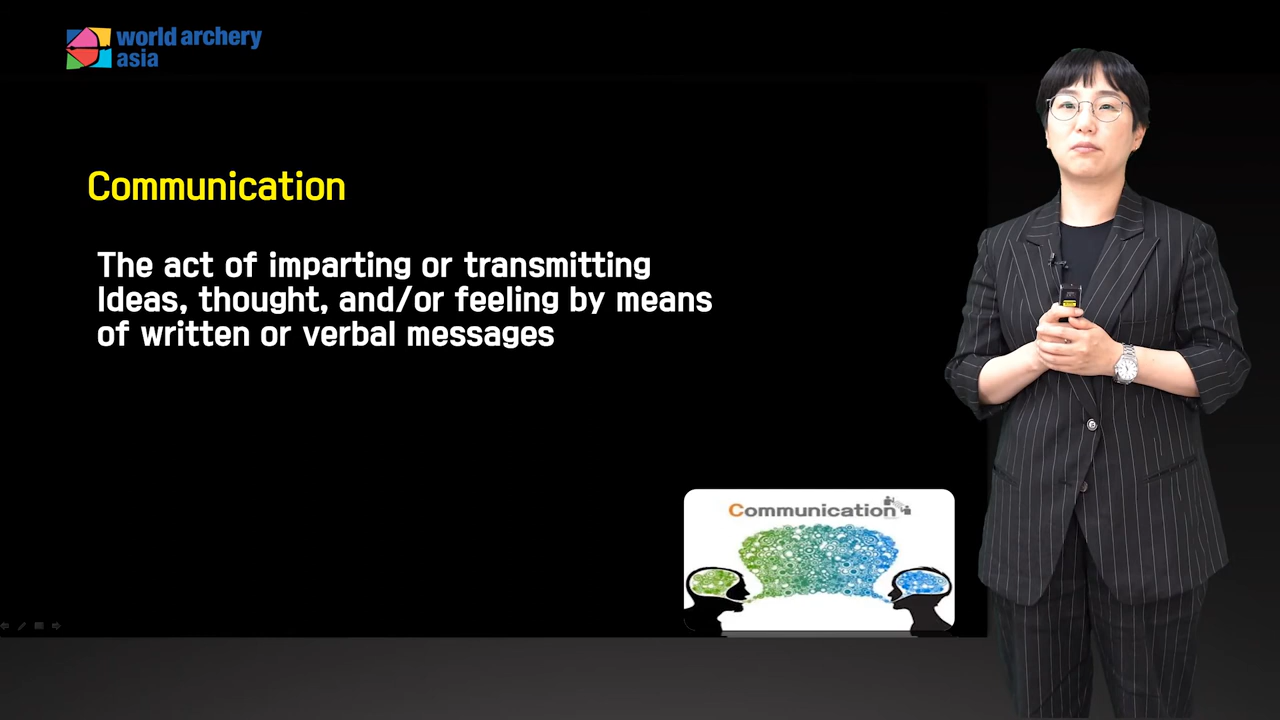 world archery
asia
Communication
The act of imparting or transmitting
Ideas, thought, and/or feeling by means
of written or verbal messages
Communication